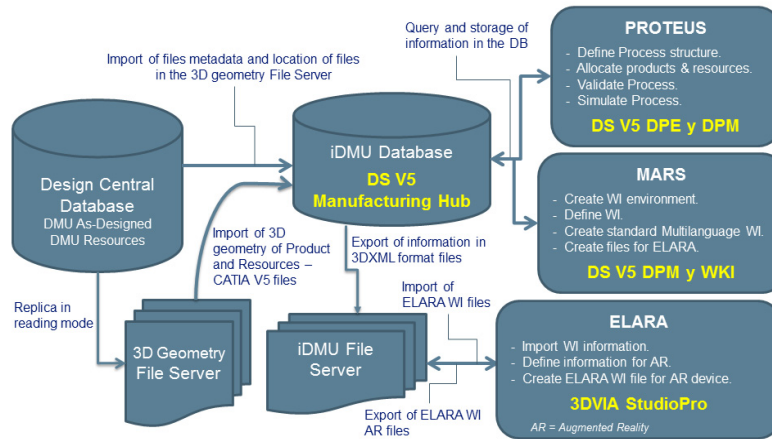 Import of files metadata and location of files
in the 3D geometry File Server
Query and storage of
information in the DB
PROTEUS
- Define Process structure.
- Allocate products & resources.
- Validate Process.
- Simulate Process.
DS V5 DPE y DPM
Design Central
Database
DMU As-Designed
DMU Resources
iDMU Database
DS V5
Manufacturing Hub
MARS
- Create WI environment.
- Define WI.
- Create standard Multilanguage WI.
- Create files for ELARA.
DS V5 DPM y WKI
Import of 3D
geometry of Product
and Resources –
CATIA V5 files
Export of information in
3DXML format files
Replica in
reading mode
3D Geometry
File Server
iDMU File
Server
Import of
ELARA WI files
Export of ELARA WI
AR files
ELARA
- Import WI information.
- Define information for AR.
- Create ELARA WI file for AR device.
3DVIA StudioPro
AR = Augmented Reality